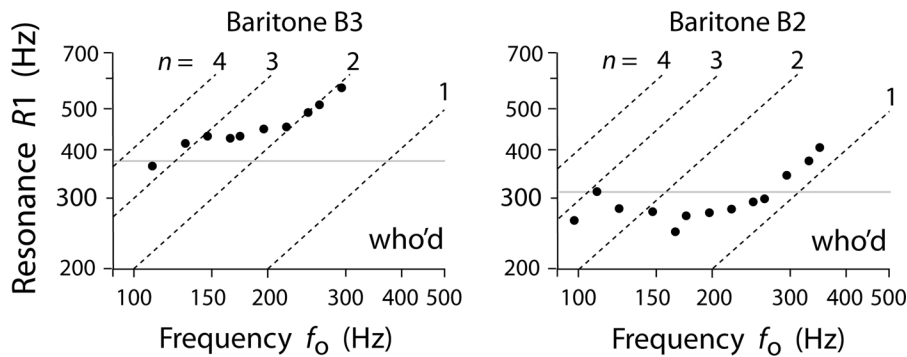 Baritone B3
Baritone B2
Resonance R1 (Hz)
700
500
400
300
200
n = 4 3 2
1
who'd
100 150 200 300 400 500
Frequency fo (Hz)
700
500
400
300
200
n = 4 3 2
1
who'd
100 150 200 300 400 500
Frequency fo (Hz)